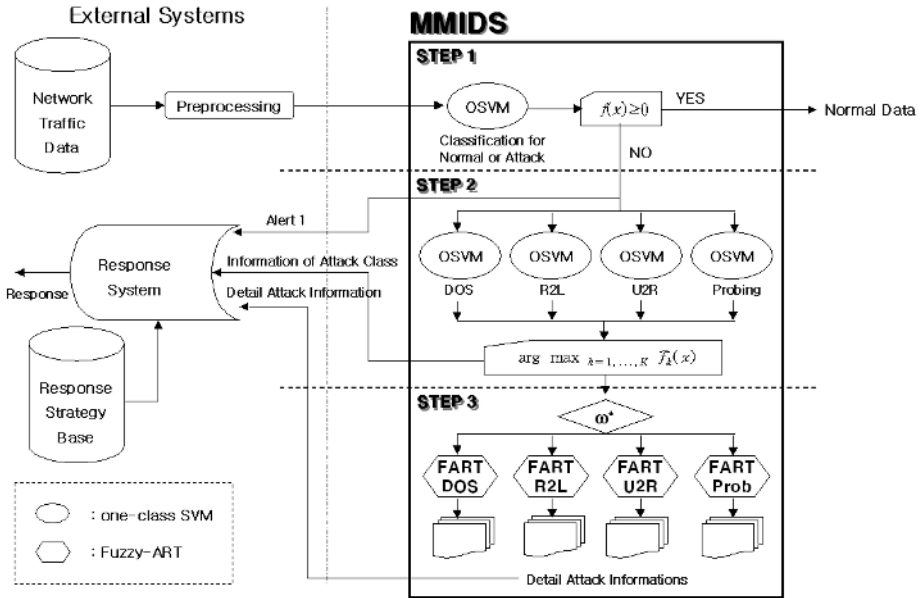 External Systems
MMIDS
STEP 1
Network
Traffic
Data
Preprocessing
OSVM
f(x)≥0
YES
Normal Data
Classification for
Normal or Attack
NO
STEP 2
Alert 1
Response
System
Information of Attack Class
Response
Detail Attack Information
OSVM
OSVM
OSVM
OSVM
DOS
R2L
U2R
Probing
arg max k=1,...,K f̂k(x)
Response
Strategy
Base
STEP 3
ω*
FART
DOS
FART
R2L
FART
U2R
FART
Prob
: one-class SVM
: Fuzzy-ART
Detail Attack Informations